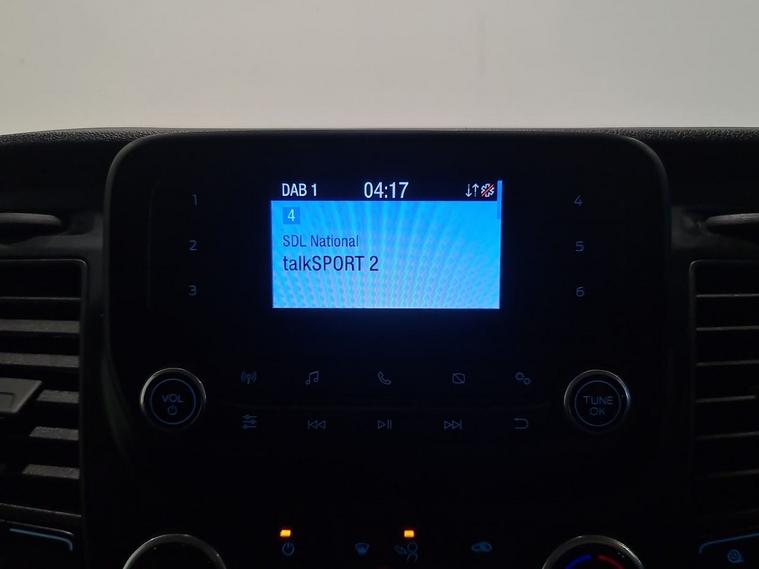 DAB 1 04:17
4
SDL National
talkSPORT 2
1
2
3
4
5
6
VOL
TUNE
OK